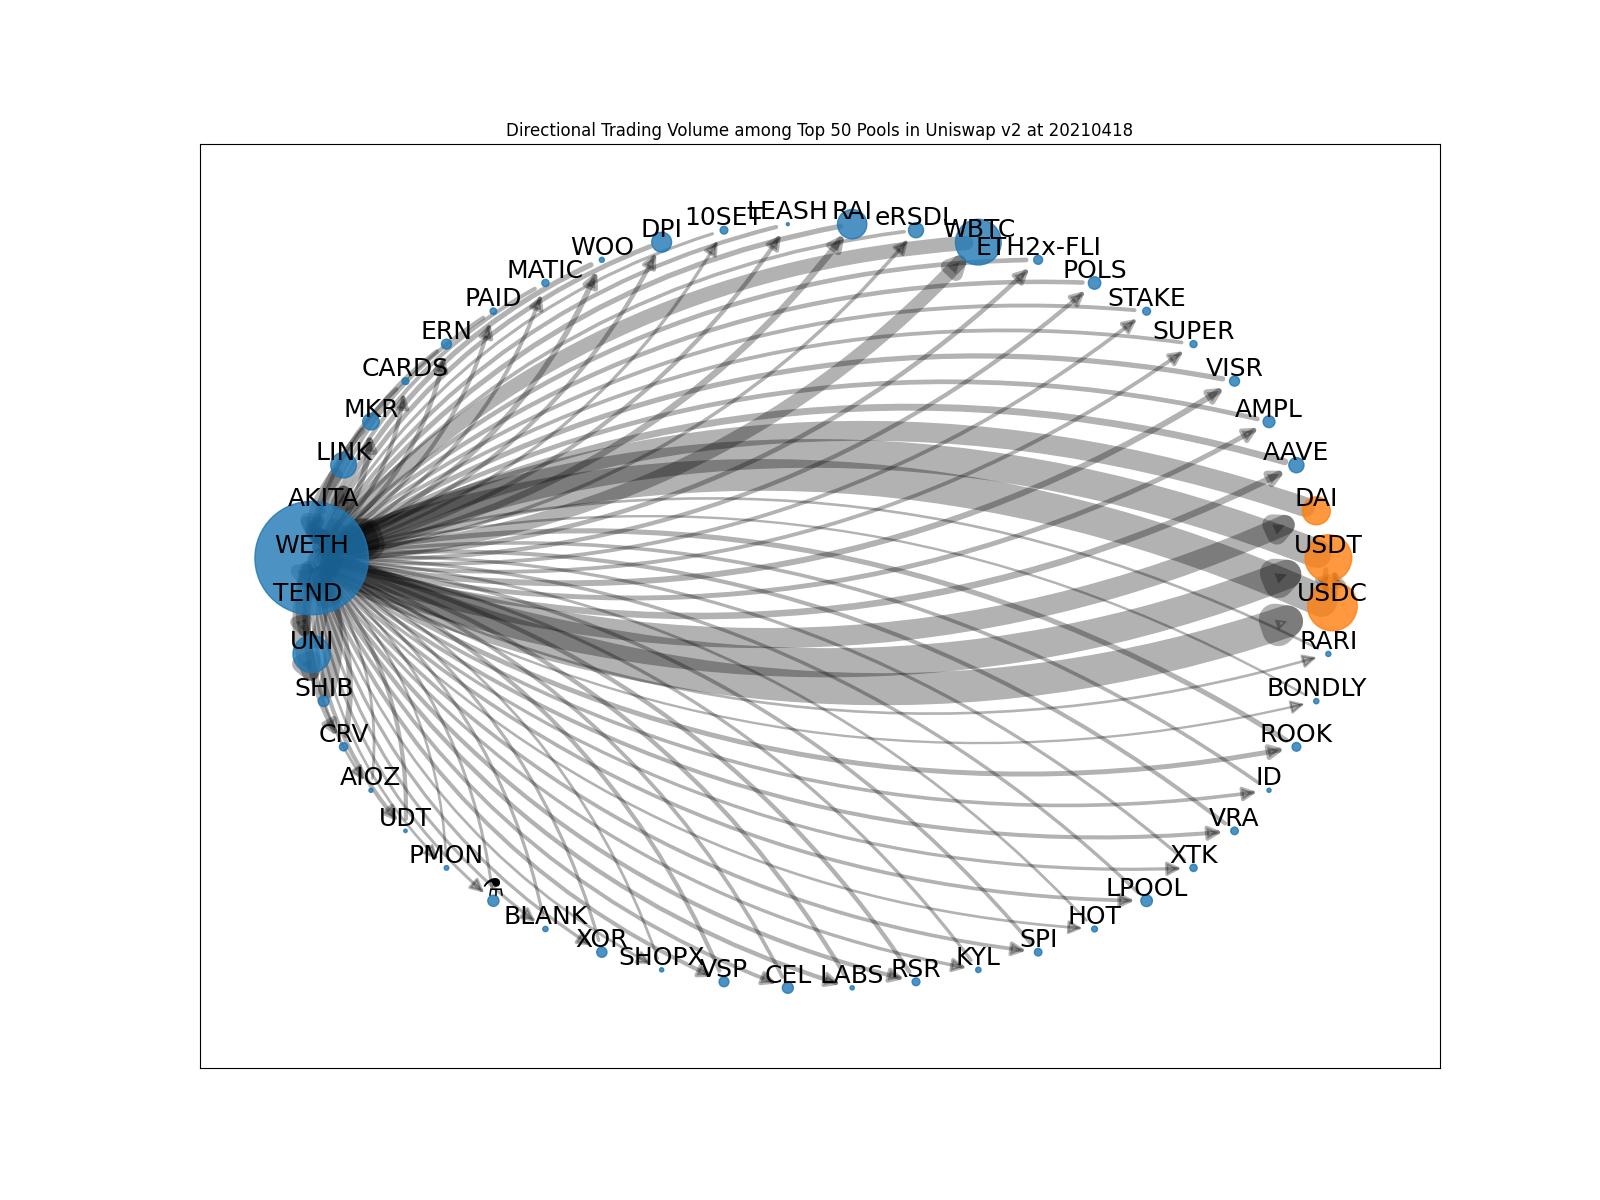 Directional Trading Volume among Top 50 Pools in Uniswap v2 at 20210418
LEASH
RAI
10SET
eRSDL
DPI
WBTC
WOO
ETH2x-FLI
MATIC
POLS
PAID
STAKE
ERN
SUPER
CARDS
VISR
MKR
AMPL
LINK
AAVE
AKITA
DAI
WETH
USDT
TEND
USDC
UNI
RARI
SHIB
BONDLY
CRV
ROOK
AIOZ
ID
UDT
VRA
PMON
XTK
⚗
LPOOL
BLANK
HOT
XOR
SPI
SHOPX
KYL
VSP
RSR
CEL
LABS